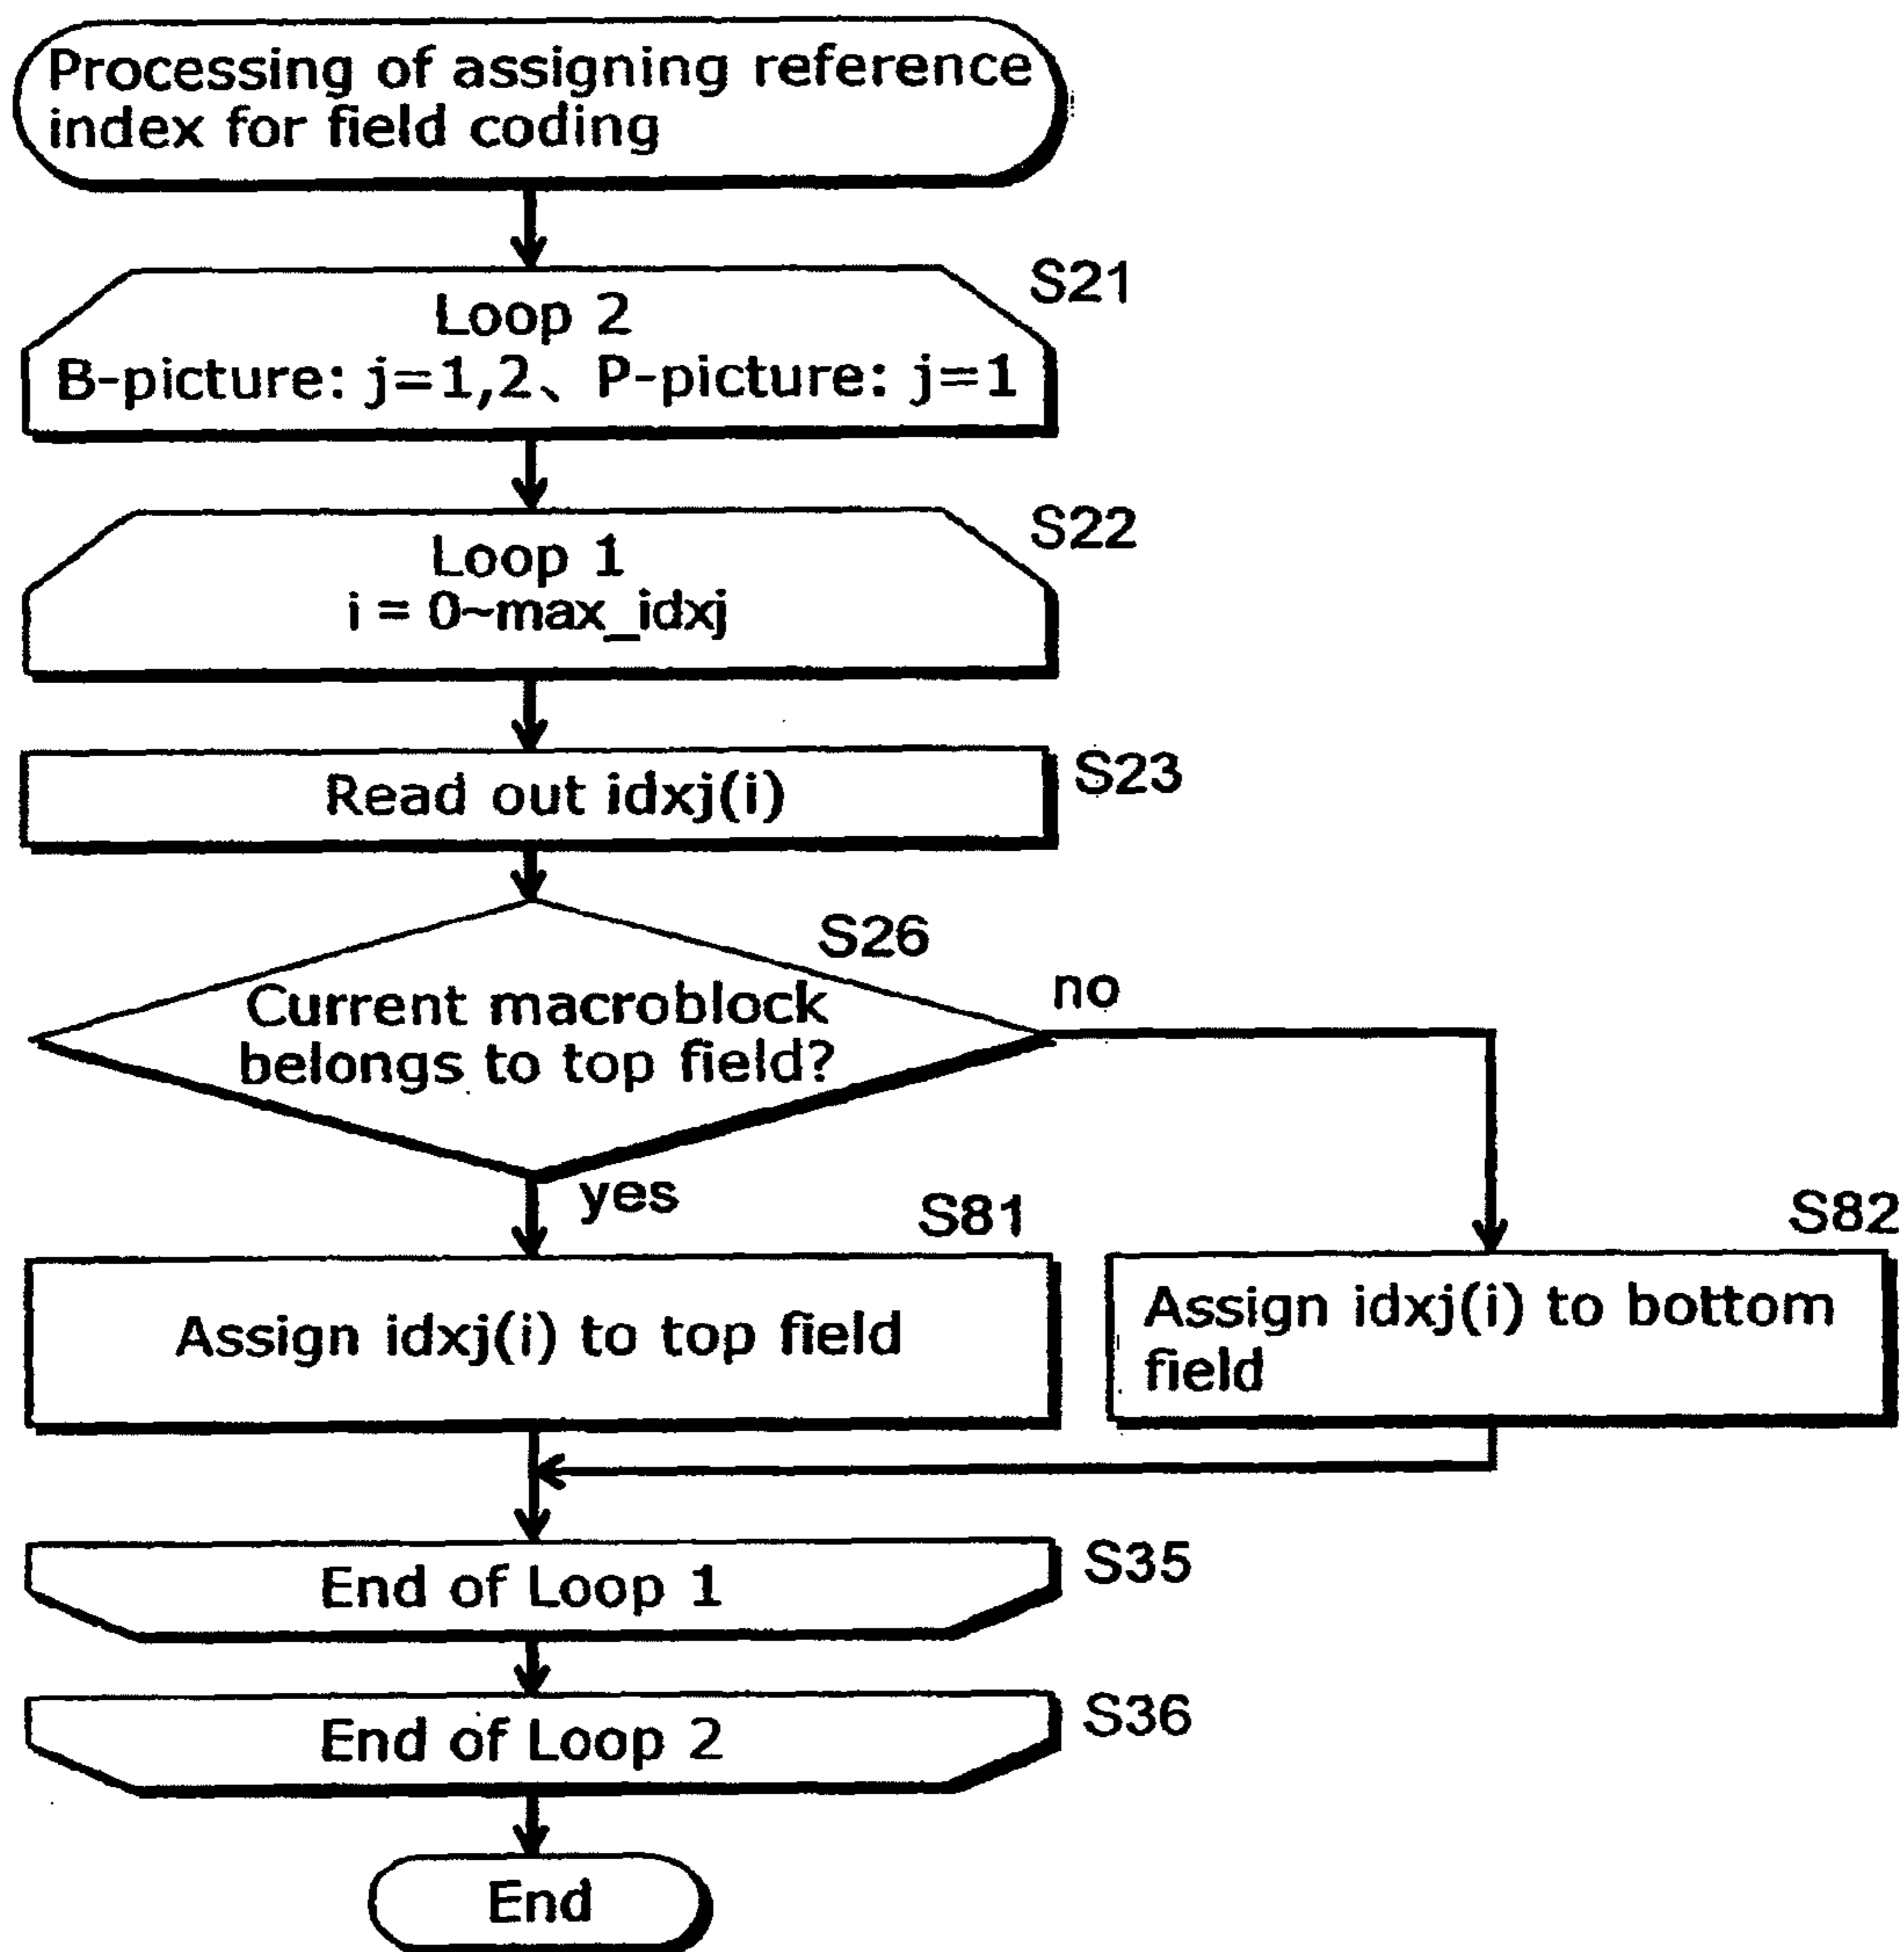 Processing of assigning reference
index for field coding
S21
Loop 2
B-picture: j=1,2、 P-picture: j=1
S22
Loop 1
i = 0~max_idxj
S23
Read out idxj(i)
S26
Current macroblock
belongs to top field?
no
yes
S81
Assign idxj(i) to top field
S82
Assign idxj(i) to bottom
field
End of Loop 1
S35
End of Loop 2
S36
End